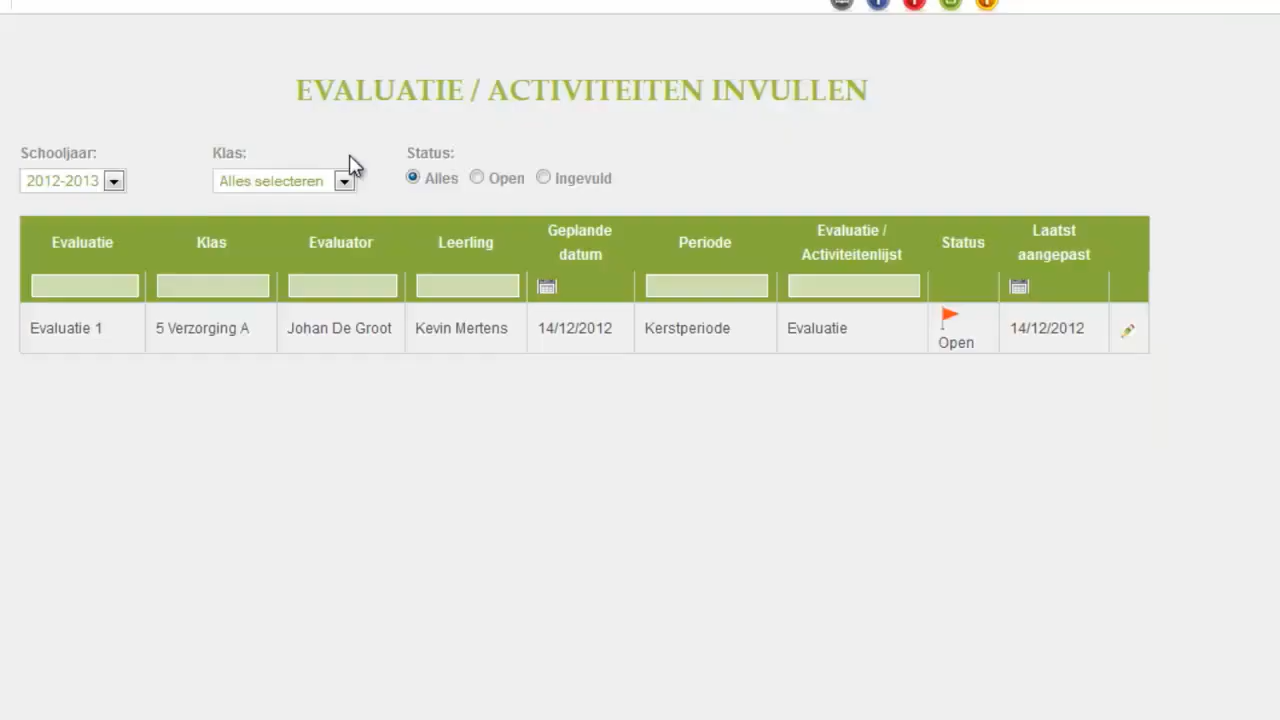 EVALUATIE / ACTIVITEITEN INVULLEN
Schooljaar: Klas: Status:
2012-2013 Alles selecteren Alles Open Ingevuld
Evaluatie Klas Evaluator Leerling Geplande datum Periode Evaluatie / Activiteitenlijst Status Laatst aangepast
Evaluatie 1 5 Verzorging A Johan De Groot Kevin Mertens 14/12/2012 Kerstperiode Evaluatie Open 14/12/2012